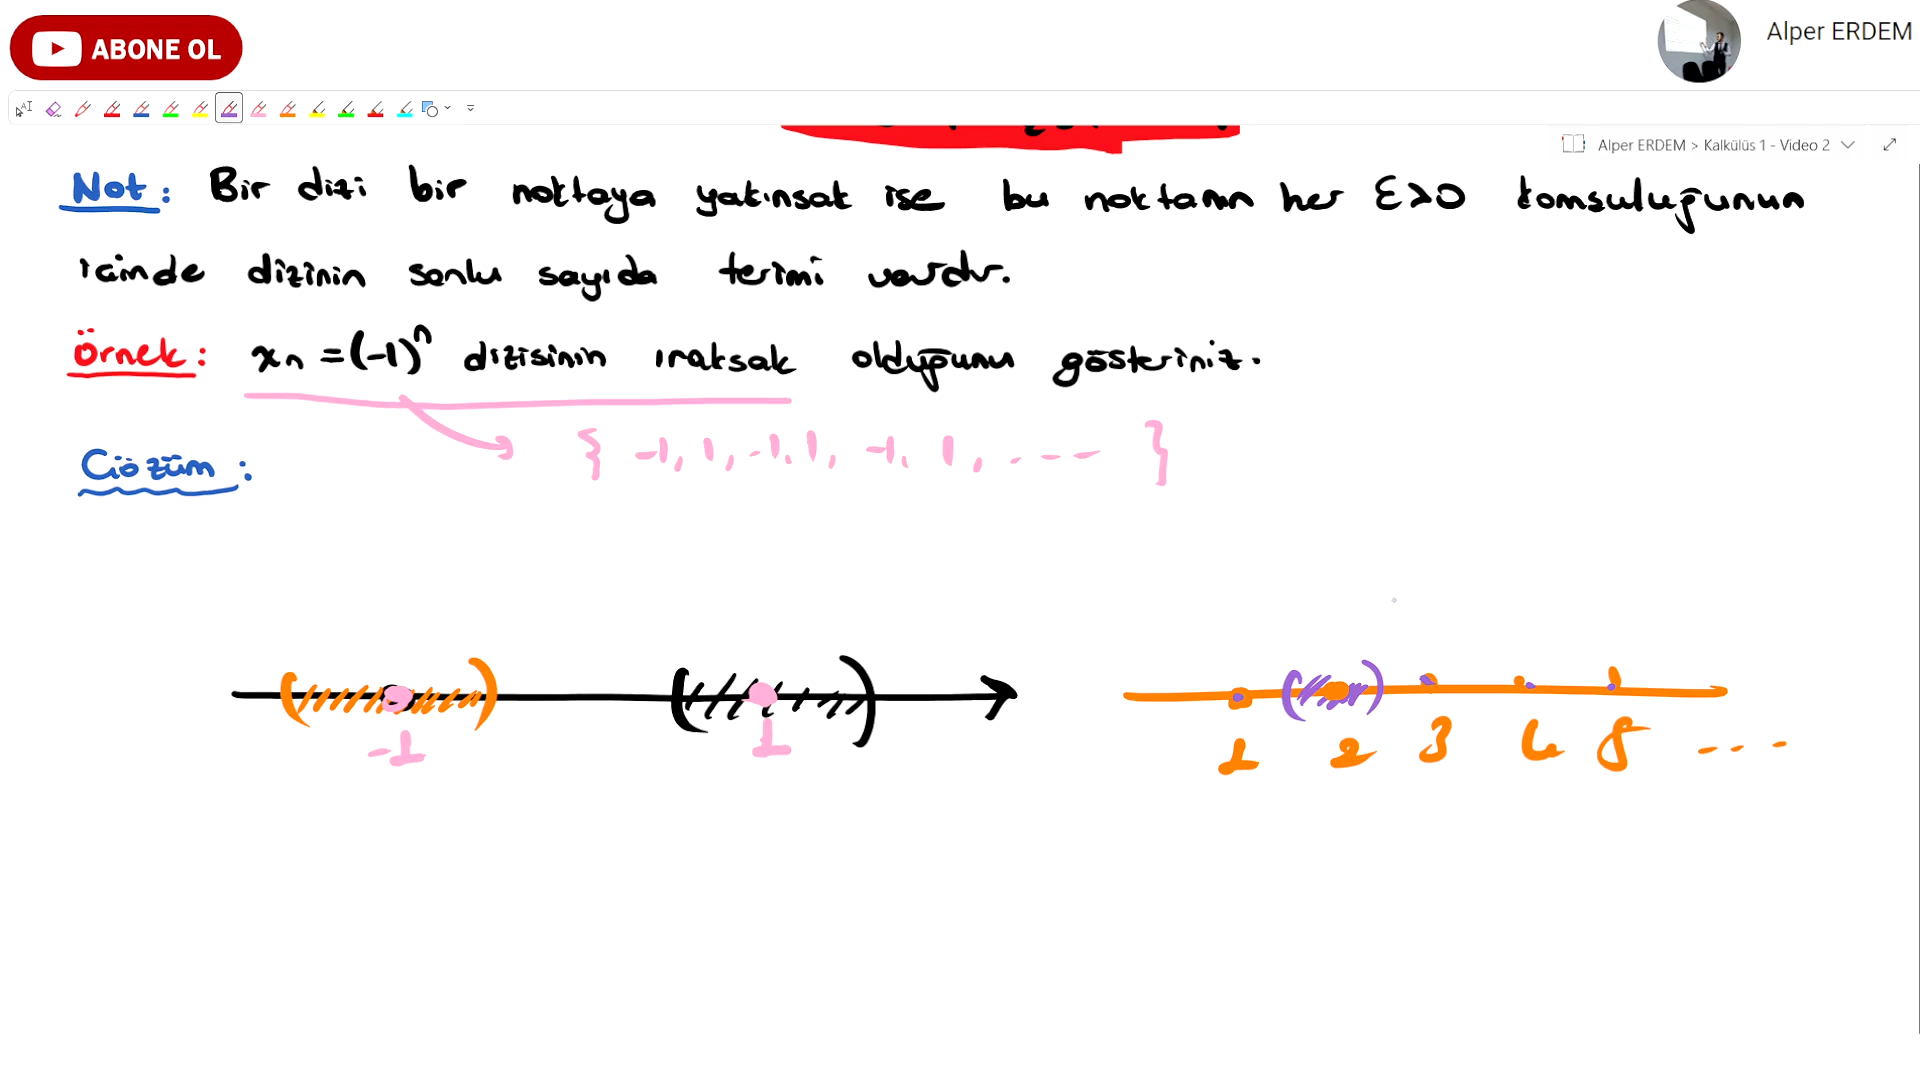 ABONE OL
Alper ERDEM
Alper ERDEM > Kalkülüs 1 - Video 2
Not: Bir dizi bir noktaya yakınsak ise bu noktanın her ε>0 komşuluğunun
içinde dizinin sonlu sayıda terimi vardır.
Örnek: xn = (-1)^n dizisinin ıraksak olduğunu gösteriniz.
Çözüm: { -1, 1, -1, 1, -1, 1, ... }
-1 1 1 2 3 4 5 ...